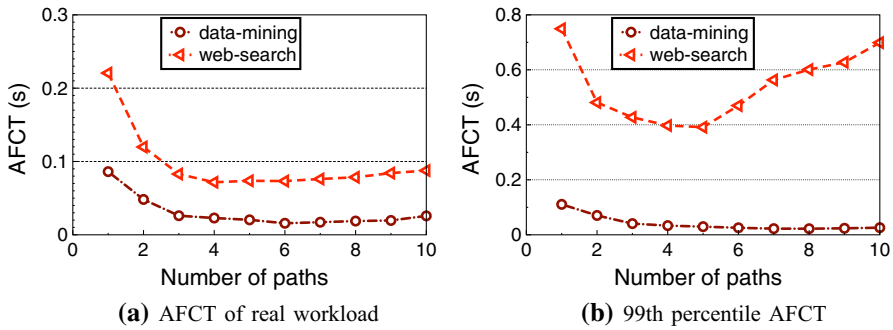 0.3
0.2
0.1
0
AFCT (s)
data-mining
web-search
0 2 4 6 8 10
Number of paths
(a) AFCT of real workload
0.8
0.6
0.4
0.2
0
AFCT (s)
data-mining
web-search
0 2 4 6 8 10
Number of paths
(b) 99th percentile AFCT